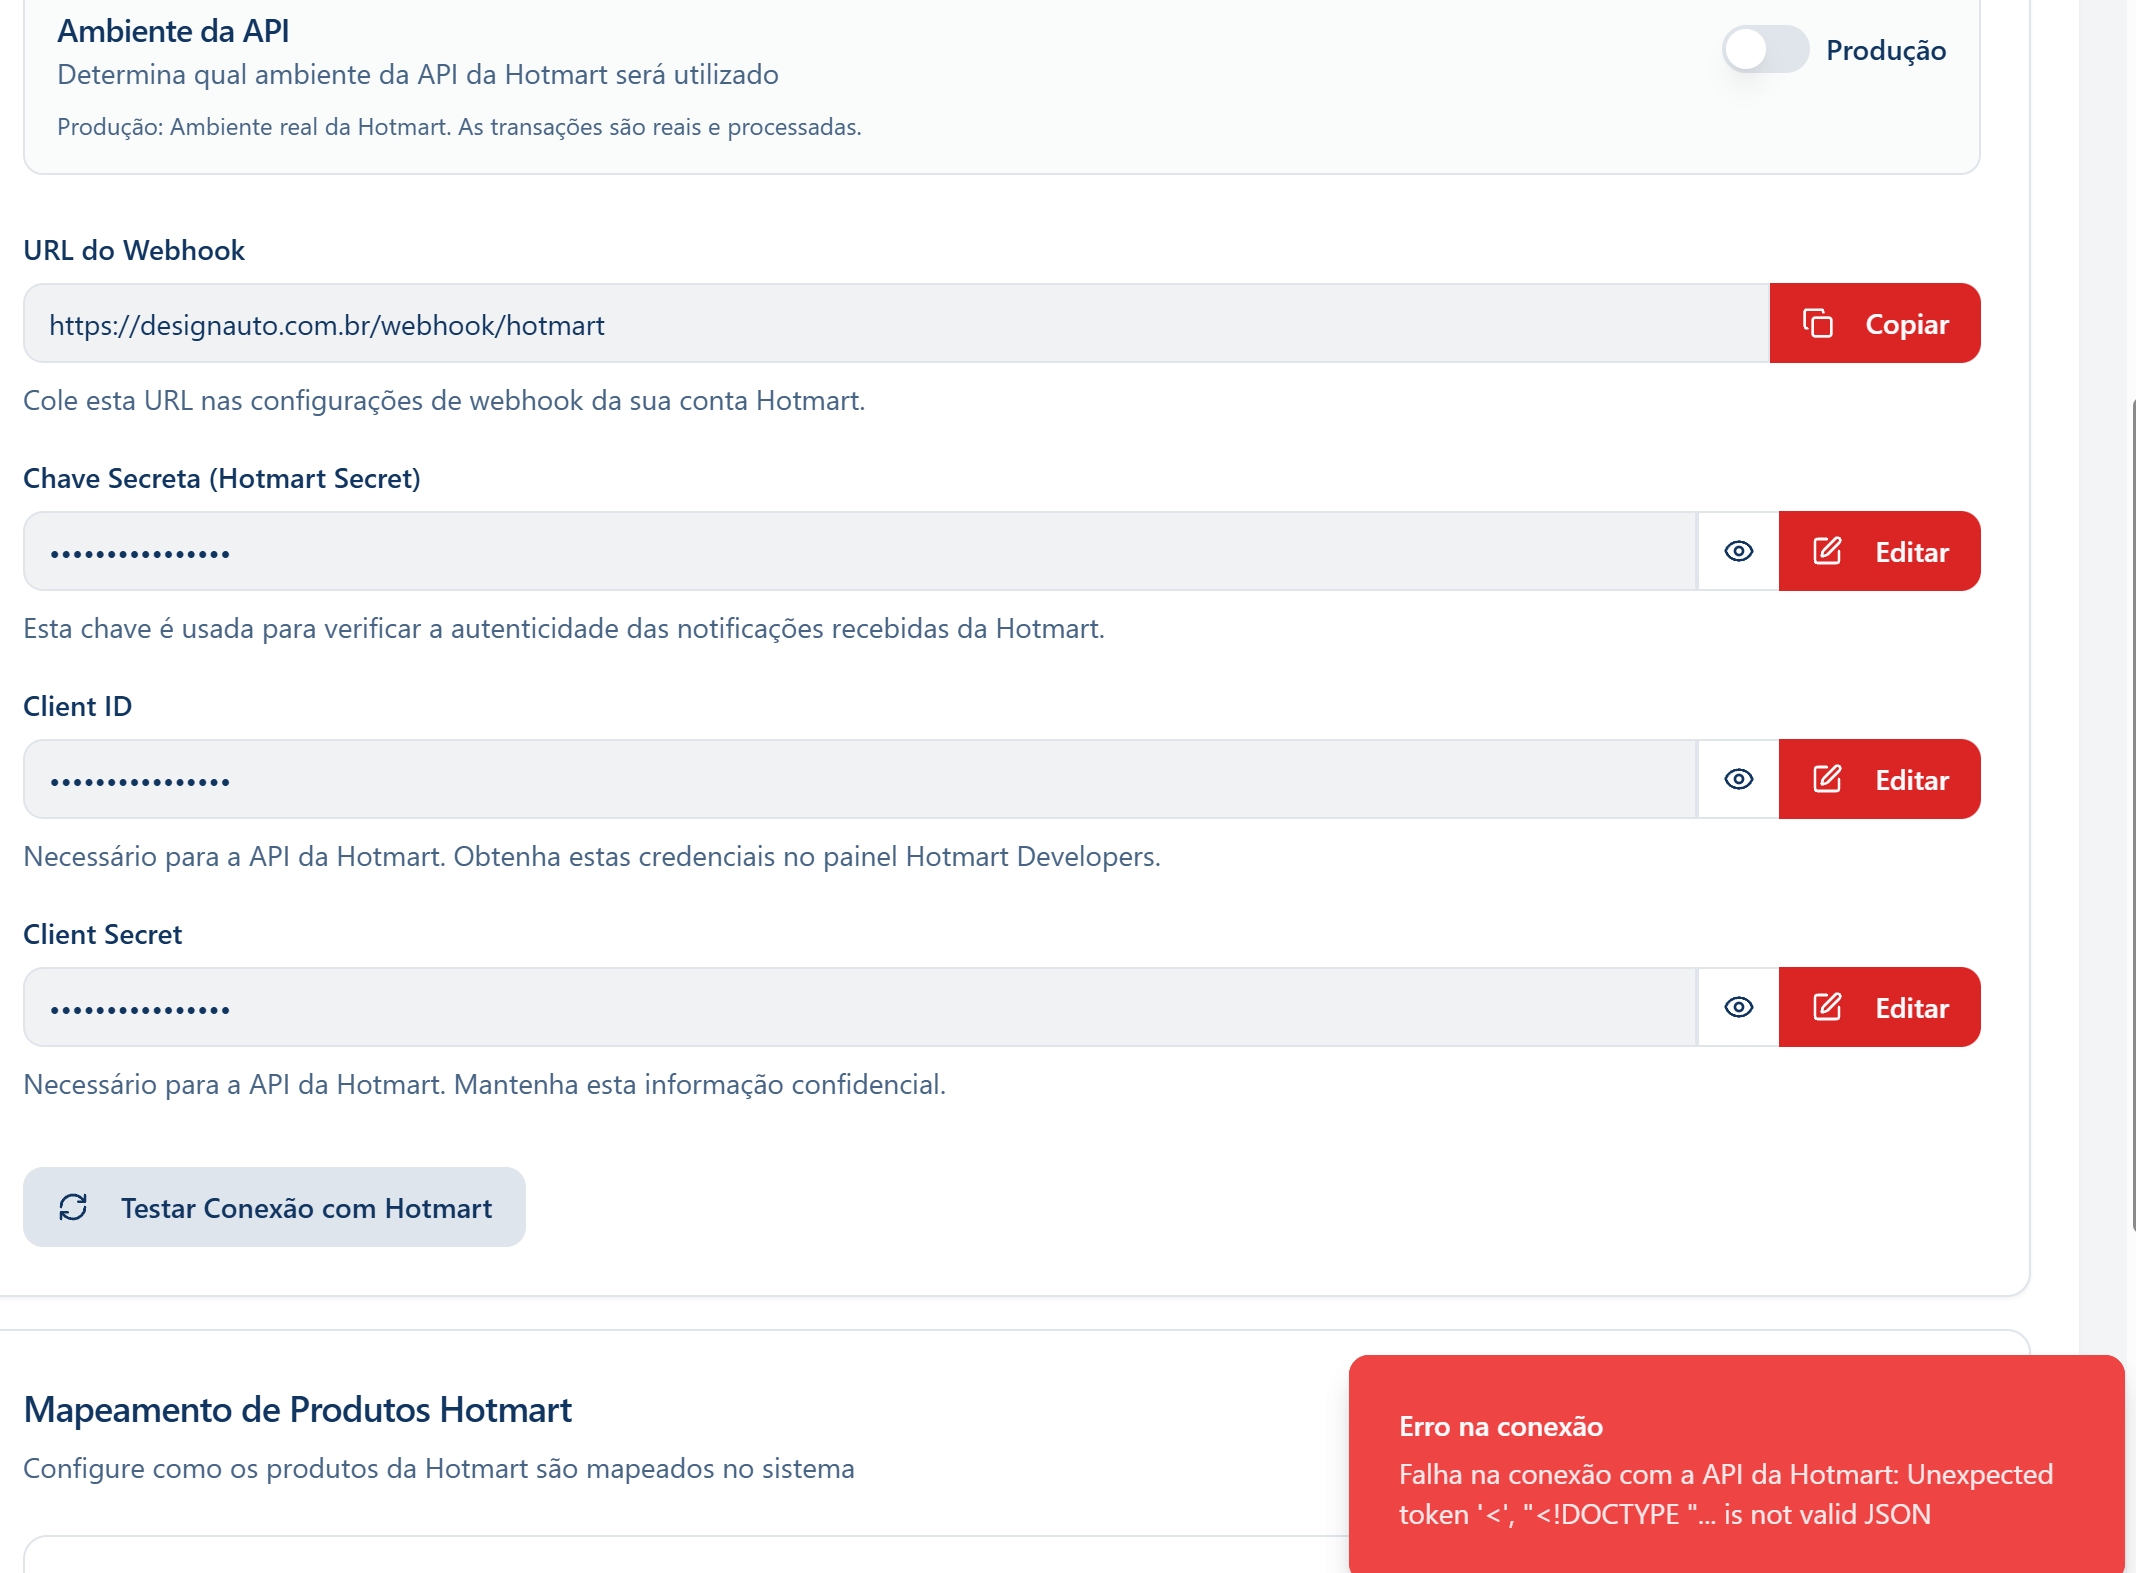 Ambiente da API
Determina qual ambiente da API da Hotmart será utilizado
Produção: Ambiente real da Hotmart. As transações são reais e processadas.
Produção
URL do Webhook
https://designauto.com.br/webhook/hotmart
Copiar
Cole esta URL nas configurações de webhook da sua conta Hotmart.
Chave Secreta (Hotmart Secret)
••••••••••••••••
Editar
Esta chave é usada para verificar a autenticidade das notificações recebidas da Hotmart.
Client ID
••••••••••••••••
Editar
Necessário para a API da Hotmart. Obtenha estas credenciais no painel Hotmart Developers.
Client Secret
••••••••••••••••
Editar
Necessário para a API da Hotmart. Mantenha esta informação confidencial.
Testar Conexão com Hotmart
Mapeamento de Produtos Hotmart
Configure como os produtos da Hotmart são mapeados no sistema
Erro na conexão
Falha na conexão com a API da Hotmart: Unexpected
token '<', "<!DOCTYPE "... is not valid JSON